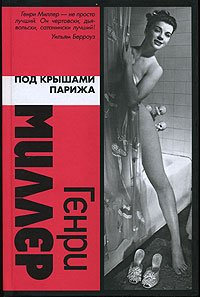 Генри Миллер — не просто
лучший. Он чертовски, дья-
вольски, сатанински лучший!
Уильям Берроуз
ПОД КРЫШАМИ
ПАРИЖА
Генри
МИЛЛЕР